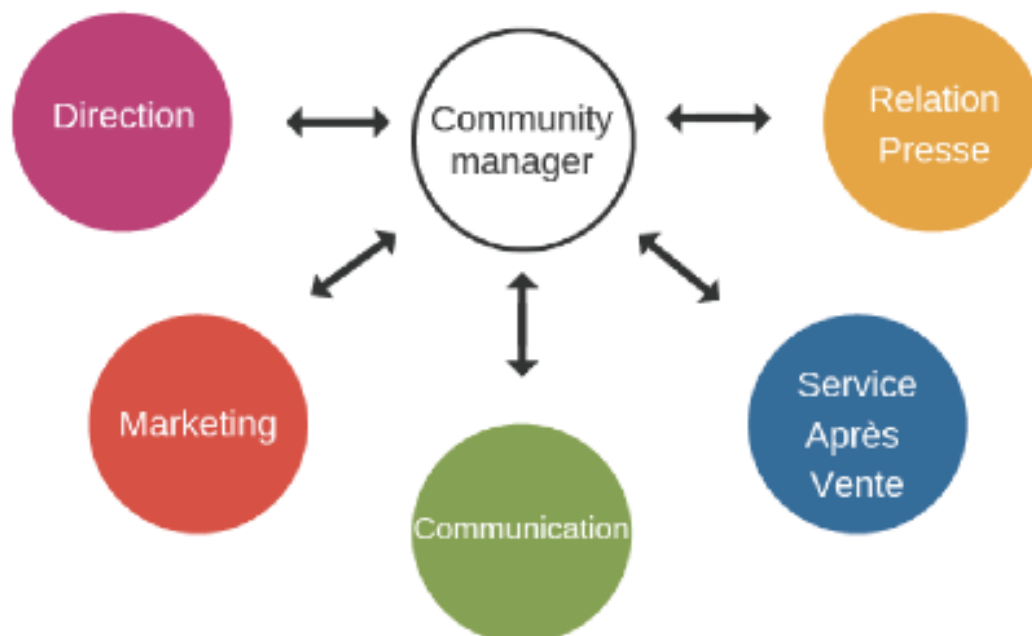 Direction
Community
manager
Relation
Presse
Marketing
Communication
Service
Après
Vente